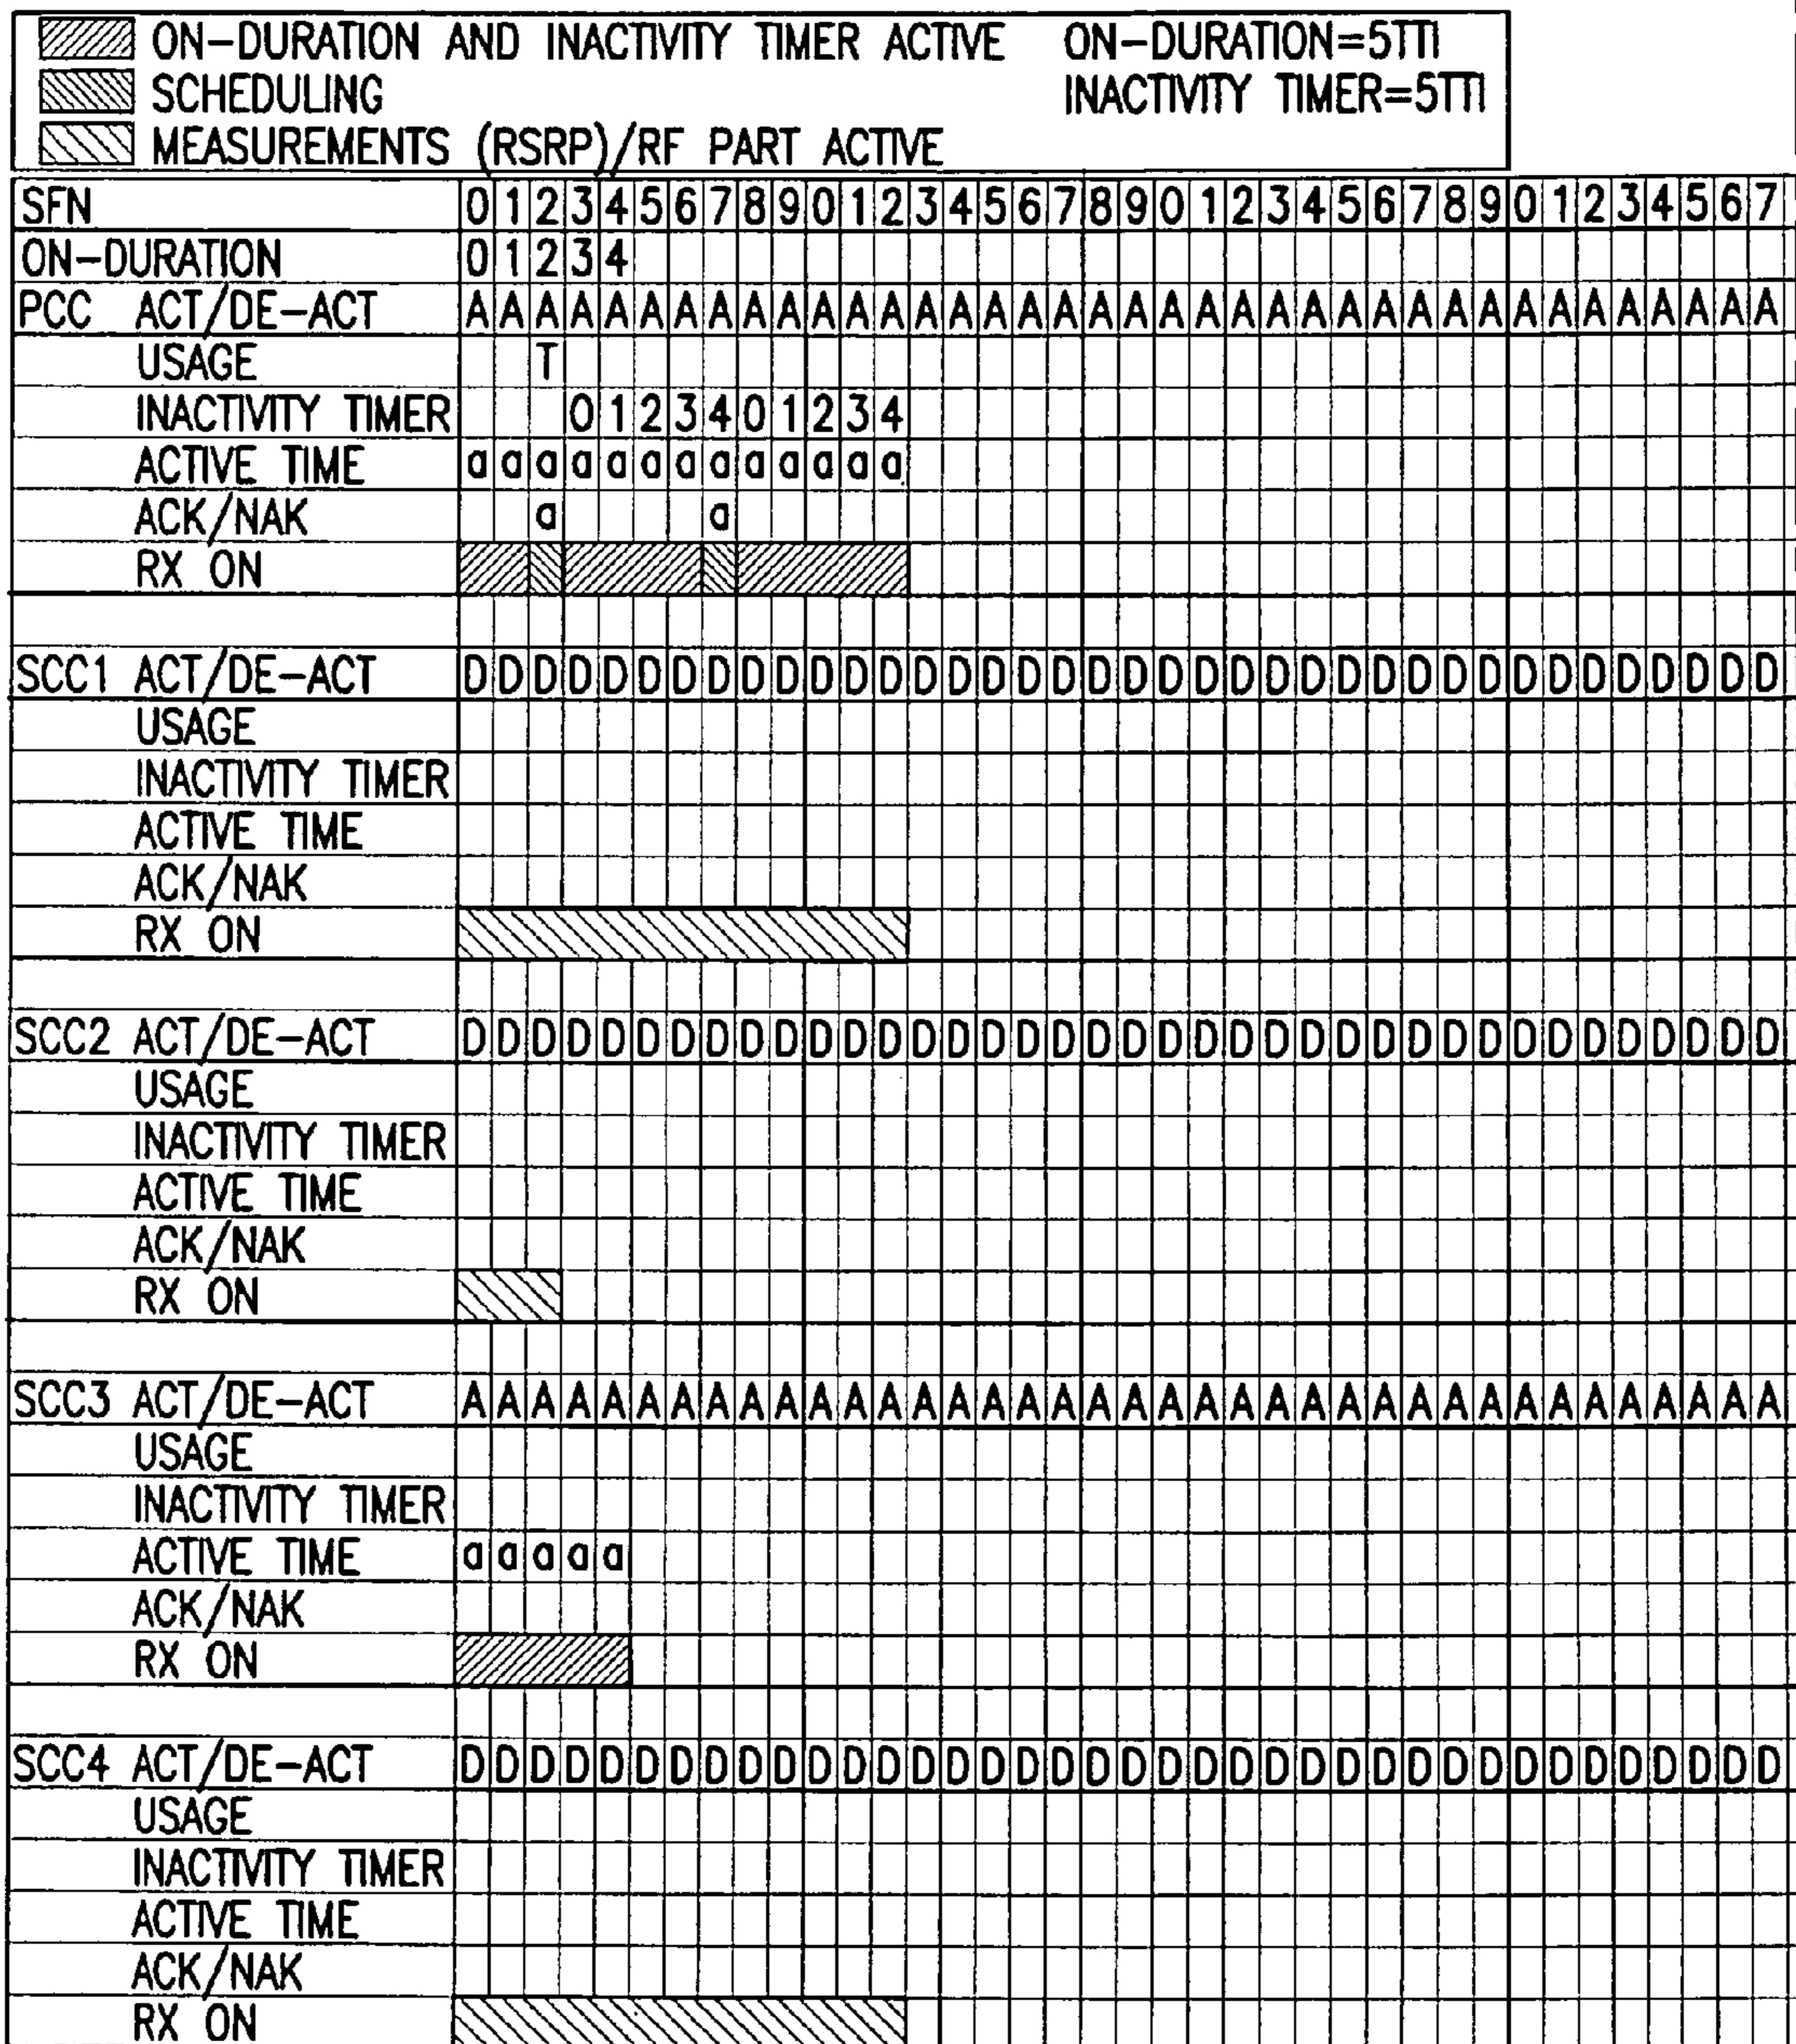 ON-DURATION AND INACTIVITY TIMER ACTIVE ON-DURATION=5TTI
SCHEDULING INACTIVITY TIMER=5TTI
MEASUREMENTS (RSRP)/RF PART ACTIVE
SFN 0 1 2 3 4 5 6 7 8 9 0 1 2 3 4 5 6 7 8 9 0 1 2 3 4 5 6 7 8 9 0 1 2 3 4 5 6 7
ON-DURATION 0 1 2 3 4
PCC ACT/DE-ACT A A A A A A A A A A A A A A A A A A A A A A A A A A A A A A A A A A A A A A
USAGE T
INACTIVITY TIMER 0 1 2 3 4 0 1 2 3 4
ACTIVE TIME a a a a a a a a a a a a a
ACK/NAK a a
RX ON
SCC1 ACT/DE-ACT D D D D D D D D D D D D D D D D D D D D D D D D D D D D D D D D D D D D D D
USAGE
INACTIVITY TIMER
ACTIVE TIME
ACK/NAK
RX ON
SCC2 ACT/DE-ACT D D D D D D D D D D D D D D D D D D D D D D D D D D D D D D D D D D D D D D
USAGE
INACTIVITY TIMER
ACTIVE TIME
ACK/NAK
RX ON
SCC3 ACT/DE-ACT A A A A A A A A A A A A A A A A A A A A A A A A A A A A A A A A A A A A A A
USAGE
INACTIVITY TIMER
ACTIVE TIME a a a a a
ACK/NAK
RX ON
SCC4 ACT/DE-ACT D D D D D D D D D D D D D D D D D D D D D D D D D D D D D D D D D D D D D D
USAGE
INACTIVITY TIMER
ACTIVE TIME
ACK/NAK
RX ON